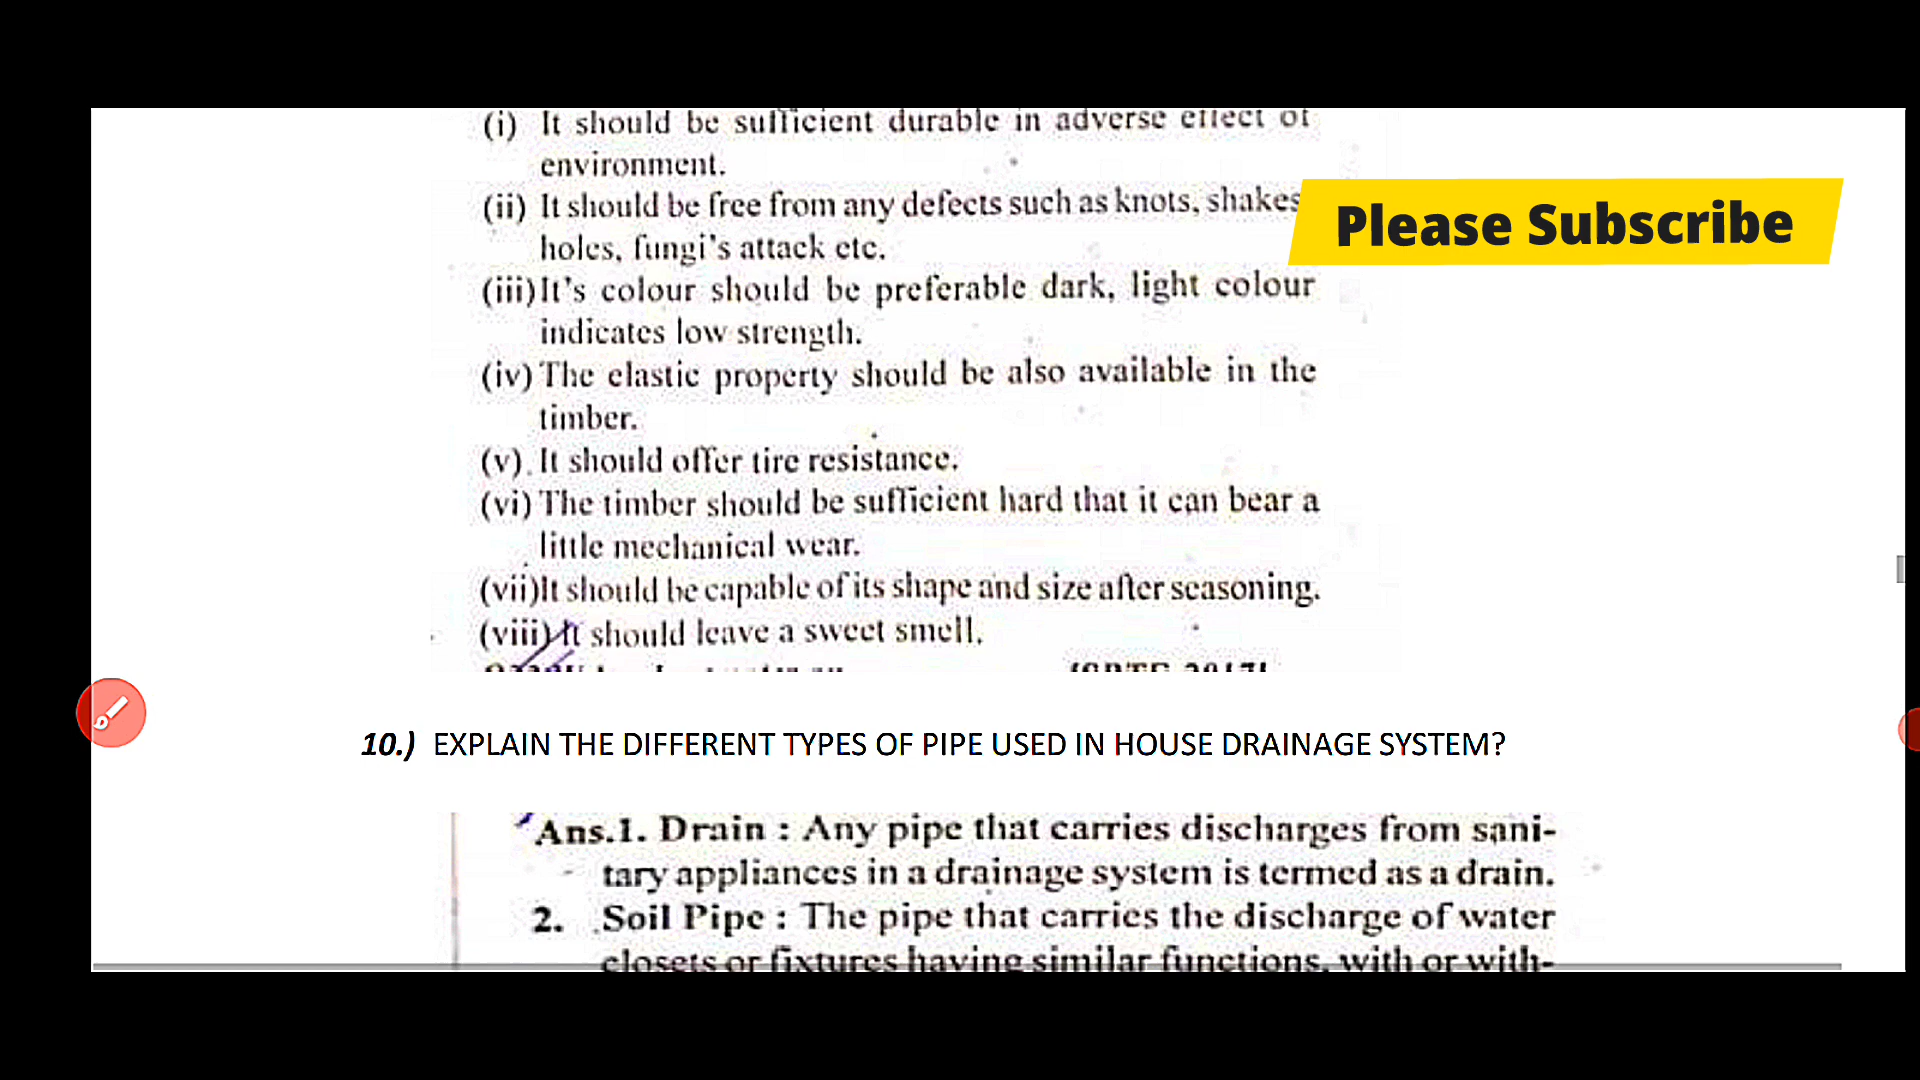 (i) It should be sufficient durable in adverse effect of
environment.
(ii) It should be free from any defects such as knots, shakes
holes, fungi's attack etc.
Please Subscribe
(iii) It's colour should be preferable dark, light colour
indicates low strength.
(iv) The elastic property should be also available in the
timber.
(v). It should offer tire resistance.
(vi) The timber should be sufficient hard that it can bear a
little mechanical wear.
(vii) It should be capable of its shape and size after seasoning.
(viii) It should leave a sweet smell.
10.) EXPLAIN THE DIFFERENT TYPES OF PIPE USED IN HOUSE DRAINAGE SYSTEM?
Ans.1. Drain : Any pipe that carries discharges from sani-
tary appliances in a drainage system is termed as a drain.
2. Soil Pipe : The pipe that carries the discharge of water
closets or fixtures having similar functions, with or with-